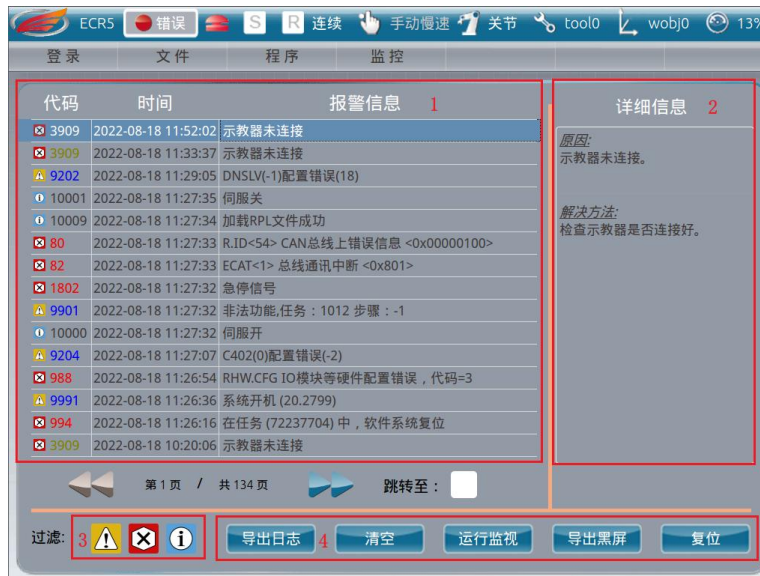 ECR5 错误 S R 连续 手动慢速 关节 tool0 wobj0 13%
登录 文件 程序 监控
代码 时间 报警信息 1
3909 2022-08-18 11:52:02 示教器未连接
3909 2022-08-18 11:33:37 示教器未连接
9202 2022-08-18 11:29:05 DNSLV(-1)配置错误(18)
10001 2022-08-18 11:27:35 伺服关
10009 2022-08-18 11:27:34 加载RPL文件成功
80 2022-08-18 11:27:33 R.ID<54> CAN总线上错误信息 <0x00000100>
82 2022-08-18 11:27:33 ECAT<1> 总线通讯中断 <0x801>
1802 2022-08-18 11:27:32 急停信号
9901 2022-08-18 11:27:32 非法功能,任务：1012 步骤：-1
10000 2022-08-18 11:27:32 伺服开
9204 2022-08-18 11:27:07 C402(0)配置错误(-2)
988 2022-08-18 11:26:54 RHW.CFG IO模块等硬件配置错误，代码=3
9991 2022-08-18 11:26:36 系统开机 (20.2799)
994 2022-08-18 11:26:16 在任务 (72237704) 中，软件系统复位
3909 2022-08-18 10:20:06 示教器未连接
第1页 / 共134页 跳转至：
详细信息 2
原因:
示教器未连接。
解决方法:
检查示教器是否连接好。
过滤: 3 导出日志 4 清空 运行监视 导出黑屏 复位